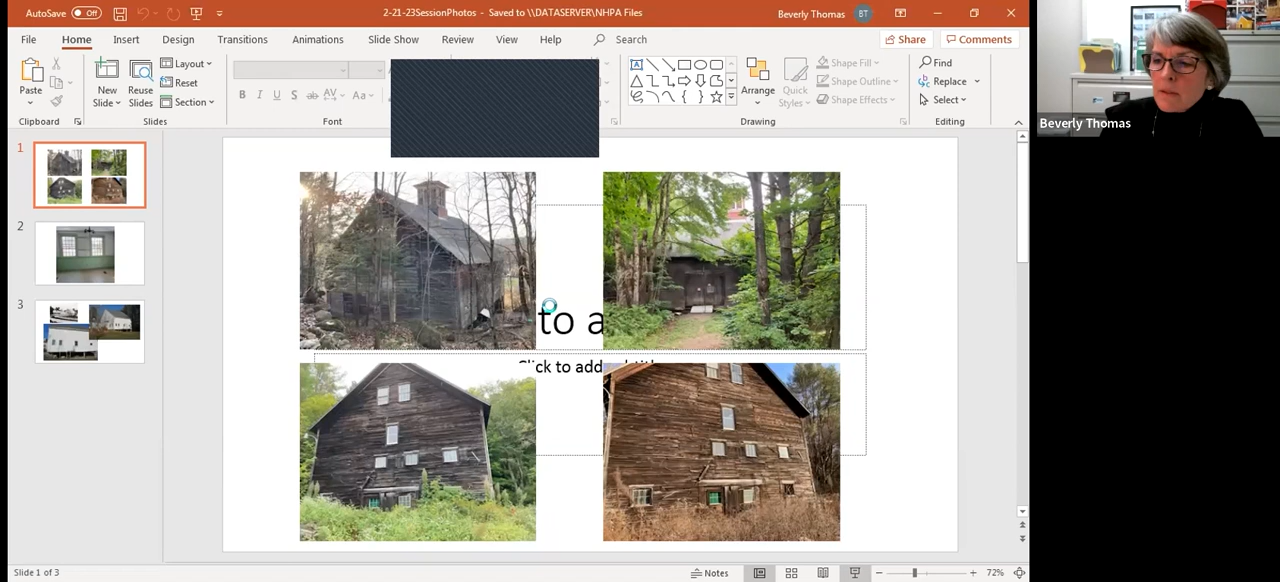 AutoSave Off
2-21-23SessionPhotos - Saved to \\DATASERVER\NHPA Files
Beverly Thomas BT
File Home Insert Design Transitions Animations Slide Show Review View Help Search
Share Comments
Paste
New Slide
Reuse Slides
Layout
Reset
Section
B I U S ab AV Aa
Arrange
Quick Styles
Shape Fill
Shape Outline
Shape Effects
Find
Replace
Select
Clipboard Slides Font Drawing Editing
Beverly Thomas
1
2
3
to a
Click to add
Slide 1 of 3
Notes
72%